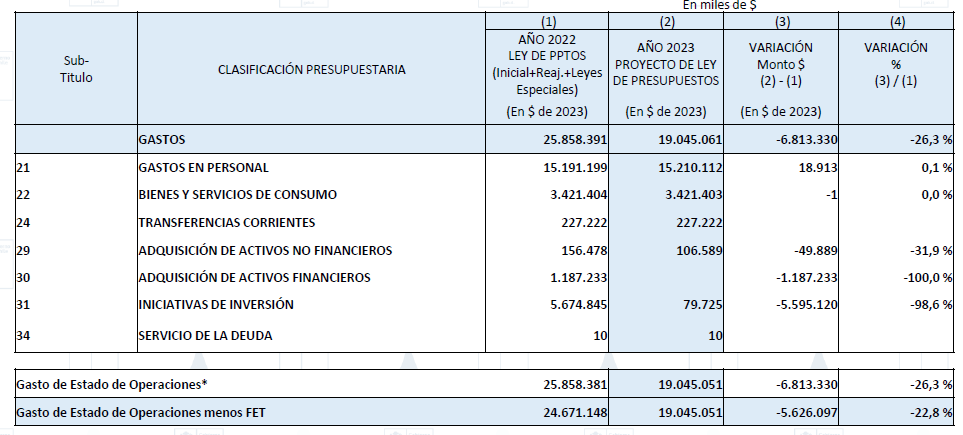 En miles de $
(1) (2) (3) (4)
Sub-
Titulo
CLASIFICACIÓN PRESUPUESTARIA
AÑO 2022
LEY DE PPTOS
(Inicial+Reaj.+Leyes
Especiales)
(En $ de 2023)
AÑO 2023
PROYECTO DE LEY
DE PRESUPUESTOS
(En $ de 2023)
VARIACIÓN
Monto $
(2) - (1)
(En $ de 2023)
VARIACIÓN
%
(3) / (1)
GASTOS 25.858.391 19.045.061 -6.813.330 -26,3 %
21 GASTOS EN PERSONAL 15.191.199 15.210.112 18.913 0,1 %
22 BIENES Y SERVICIOS DE CONSUMO 3.421.404 3.421.403 -1 0,0 %
24 TRANSFERENCIAS CORRIENTES 227.222 227.222
29 ADQUISICIÓN DE ACTIVOS NO FINANCIEROS 156.478 106.589 -49.889 -31,9 %
30 ADQUISICIÓN DE ACTIVOS FINANCIEROS 1.187.233 -1.187.233 -100,0 %
31 INICIATIVAS DE INVERSIÓN 5.674.845 79.725 -5.595.120 -98,6 %
34 SERVICIO DE LA DEUDA 10 10
Gasto de Estado de Operaciones* 25.858.381 19.045.051 -6.813.330 -26,3 %
Gasto de Estado de Operaciones menos FET 24.671.148 19.045.051 -5.626.097 -22,8 %